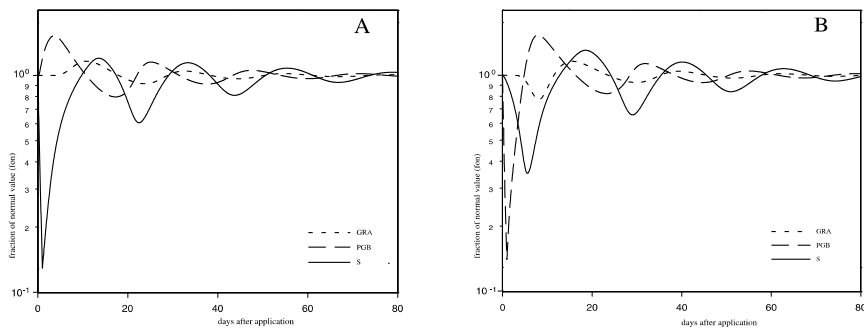 A
10⁰
9
8
7
6
5
4
3
2
10⁻¹
fraction of normal value (fon)
GRA
PGB
S
0
20
40
60
80
days after application
B
10⁰
9
8
7
6
5
4
3
2
10⁻¹
fraction of normal value (fon)
GRA
PGB
S
0
20
40
60
80
days after application